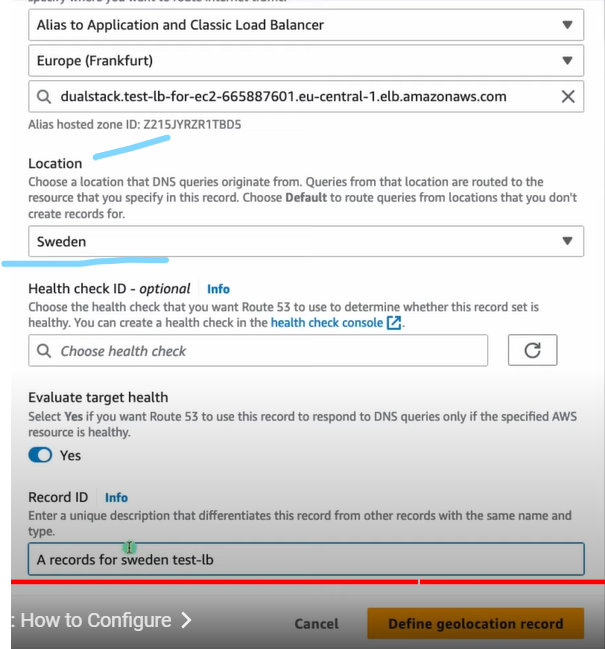 specify where you want to route internet traffic.
Alias to Application and Classic Load Balancer
Europe (Frankfurt)
dualstack.test-lb-for-ec2-665887601.eu-central-1.elb.amazonaws.com
Alias hosted zone ID: Z215JYRZR1TBD5
Location
Choose a location that DNS queries originate from. Queries from that location are routed to the
resource that you specify in this record. Choose Default to route queries from locations that you don't
create records for.
Sweden
Health check ID - optional Info
Choose the health check that you want Route 53 to use to determine whether this record set is
healthy. You can create a health check in the health check console.
Choose health check
Evaluate target health
Select Yes if you want Route 53 to use this record to respond to DNS queries only if the specified AWS
resource is healthy.
Yes
Record ID Info
Enter a unique description that differentiates this record from other records with the same name and
type.
A records for sweden test-lb
: How to Configure
Cancel Define geolocation record